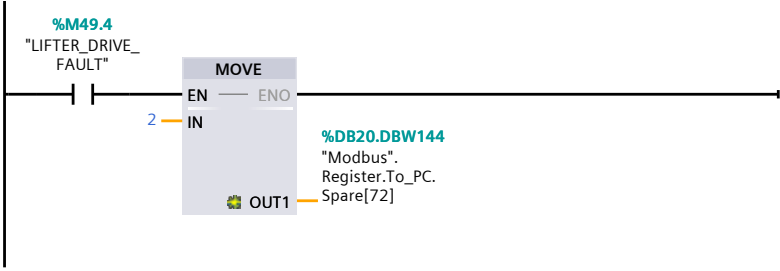 %M49.4
"LIFTER_DRIVE_
FAULT"
MOVE
EN
ENO
2
IN
%DB20.DBW144
"Modbus".
Register.To_PC.
Spare[72]
OUT1